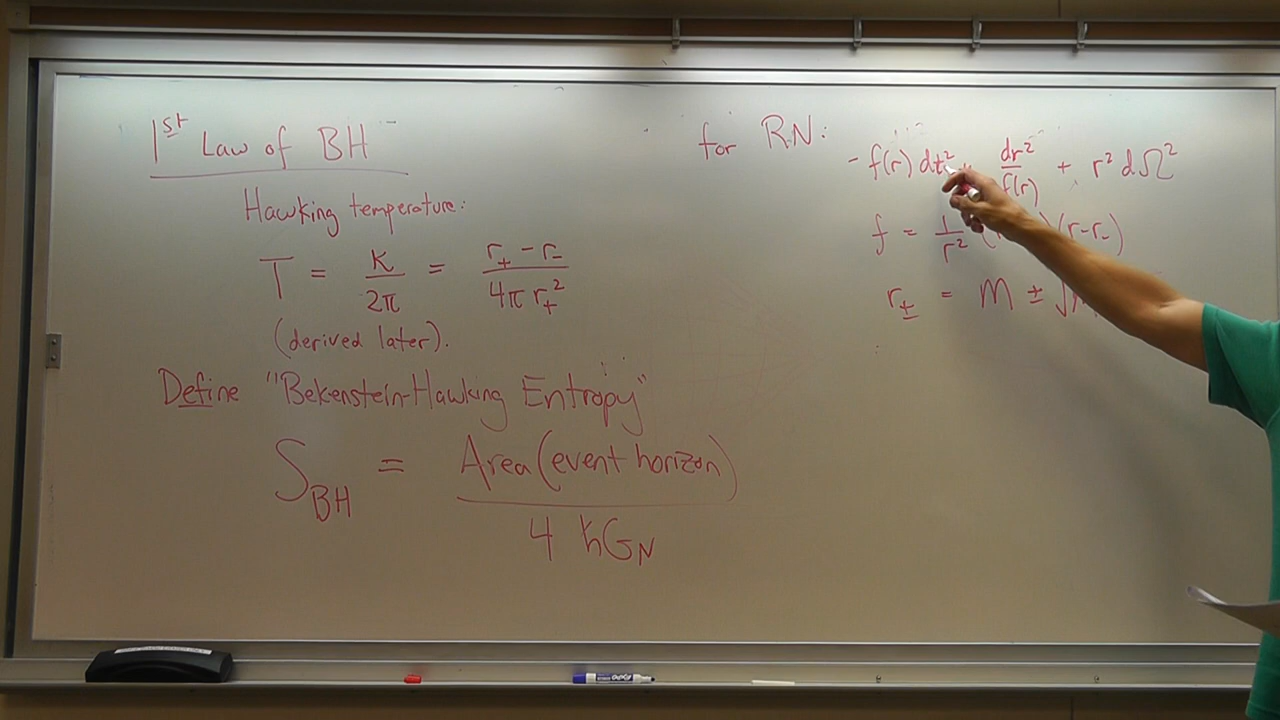 1st Law of BH
Hawking temperature:
T = κ/2π = (r₊ - r₋)/(4π r₊²)
(derived later).
Define "Bekenstein-Hawking Entropy"
S_BH = Area(event horizon)/(4 ħG_N)
for RN:
- f(r) dt² + dr²/f(r) + r² dΩ²
f = 1/r² ( )(r-r₋)
r± = M ± √
EXPO